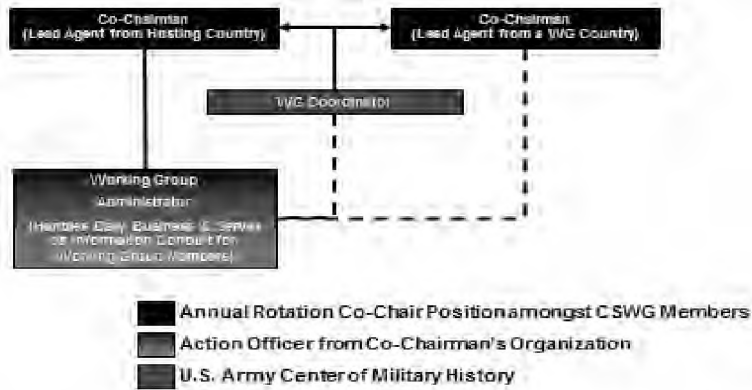 Co-Chairman
(Lead Agent from Hosting Country)
Co-Chairman
(Lead Agent from a WG Country)
WG Coordinator
Working Group
Administrator
(Handles Daily Business & Serves
as Information Conduit for
Working Group Members)
Annual Rotation Co-Chair Position amongst CSWG Members
Action Officer from Co-Chairman's Organization
U.S. Army Center of Military History